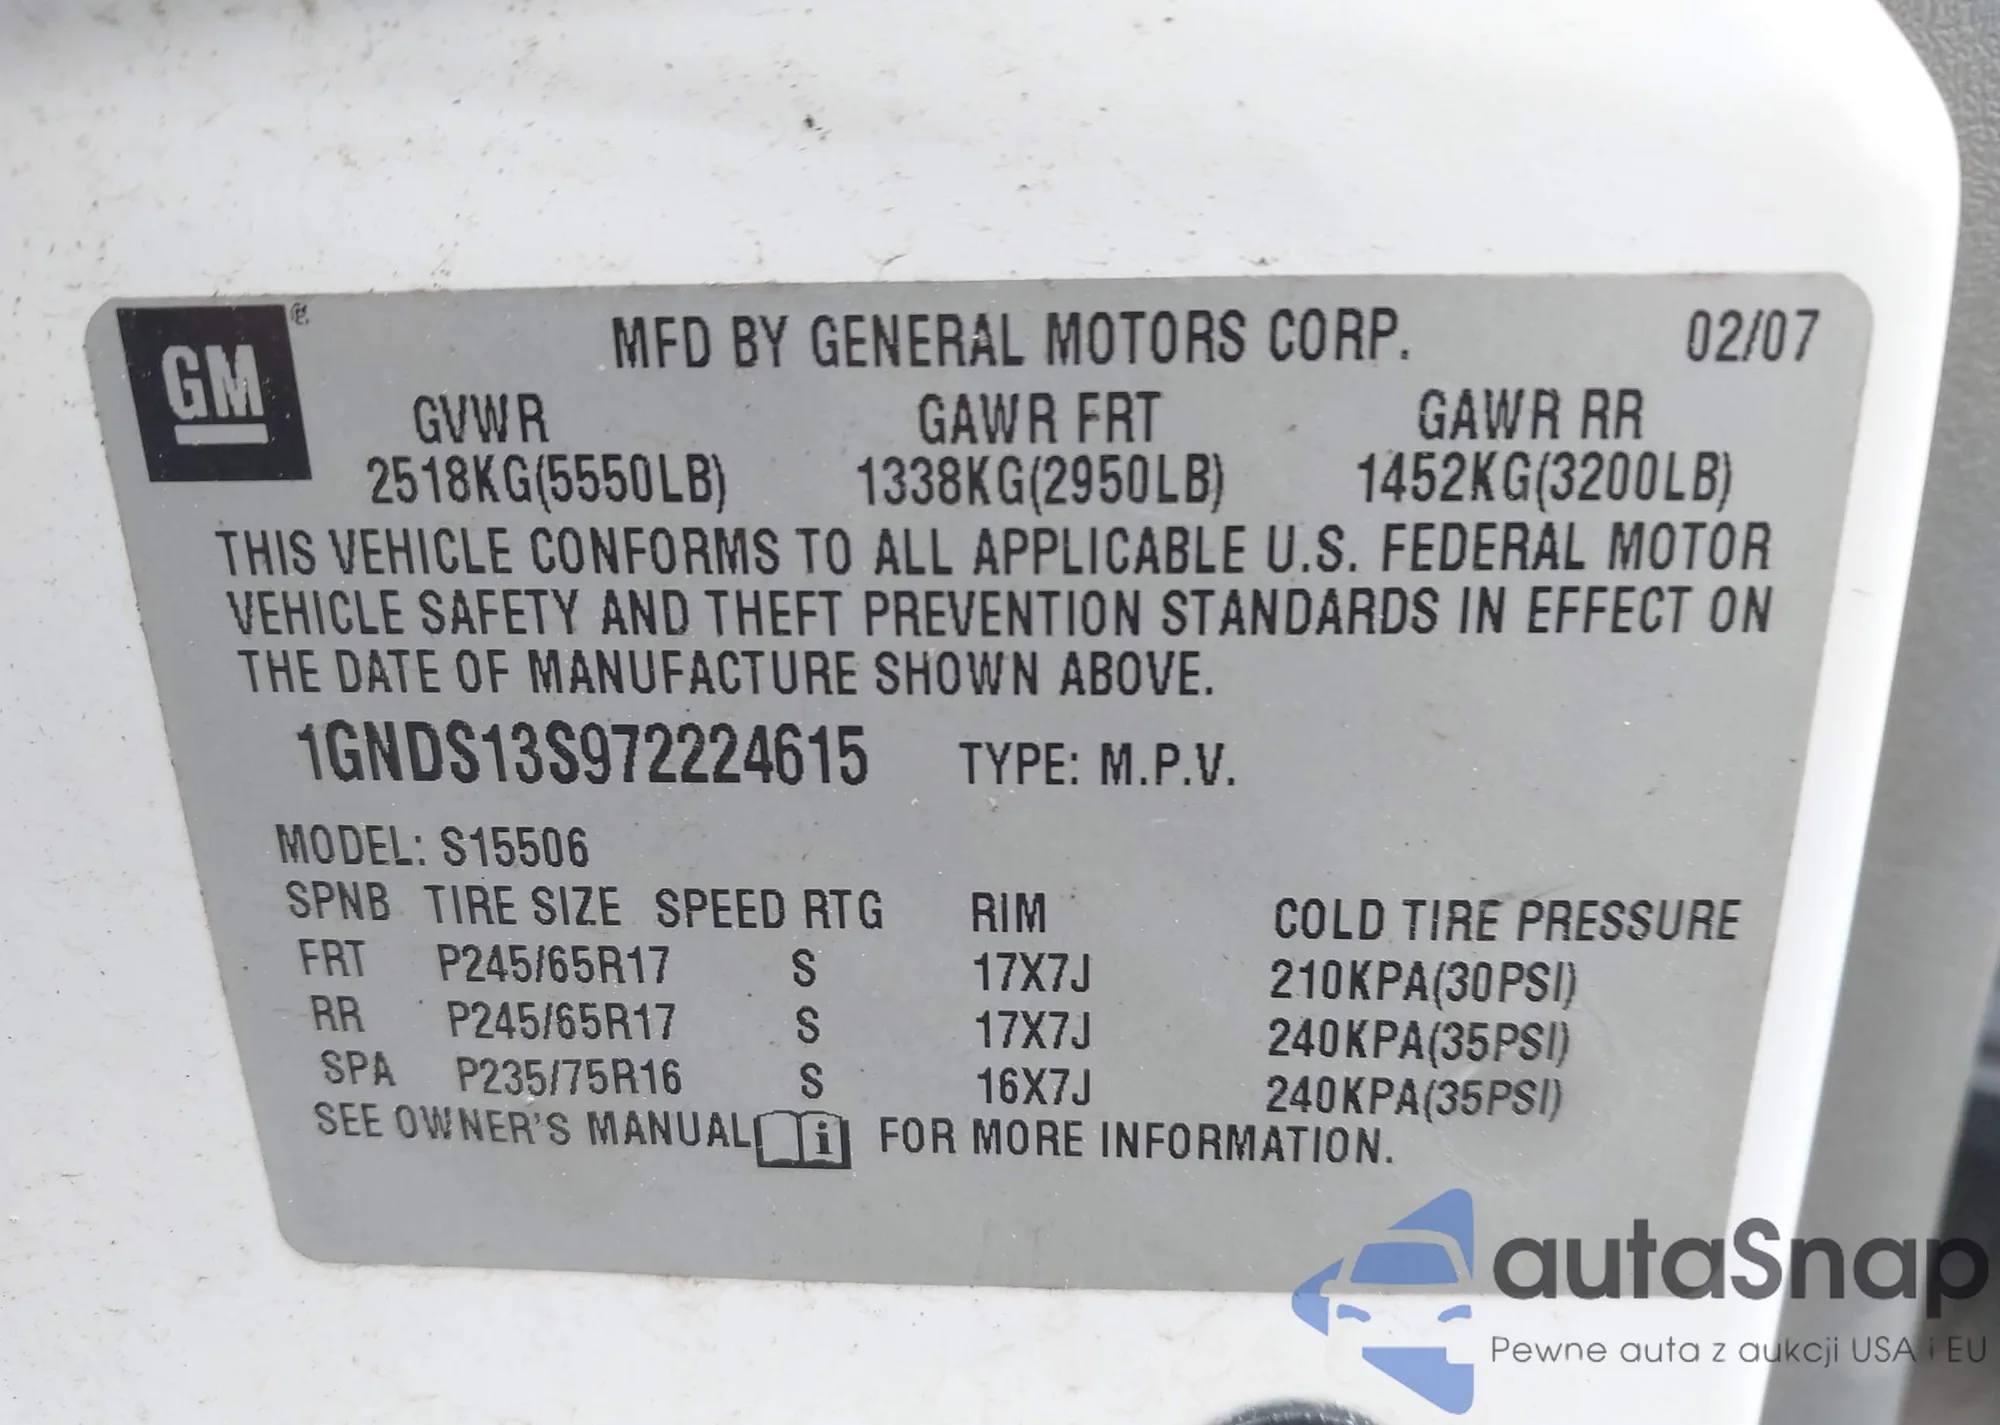 GM
MFD BY GENERAL MOTORS CORP. 02/07
GVWR GAWR FRT GAWR RR
2518KG(5550LB) 1338KG(2950LB) 1452KG(3200LB)
THIS VEHICLE CONFORMS TO ALL APPLICABLE U.S. FEDERAL MOTOR
VEHICLE SAFETY AND THEFT PREVENTION STANDARDS IN EFFECT ON
THE DATE OF MANUFACTURE SHOWN ABOVE.
1GNDS13S972224615 TYPE: M.P.V.
MODEL: S15506
SPNB TIRE SIZE SPEED RTG RIM COLD TIRE PRESSURE
FRT P245/65R17 S 17X7J 210KPA(30PSI)
RR P245/65R17 S 17X7J 240KPA(35PSI)
SPA P235/75R16 S 16X7J 240KPA(35PSI)
SEE OWNER'S MANUAL i FOR MORE INFORMATION.
autaSnap
Pewne auta z aukcji USA i EU